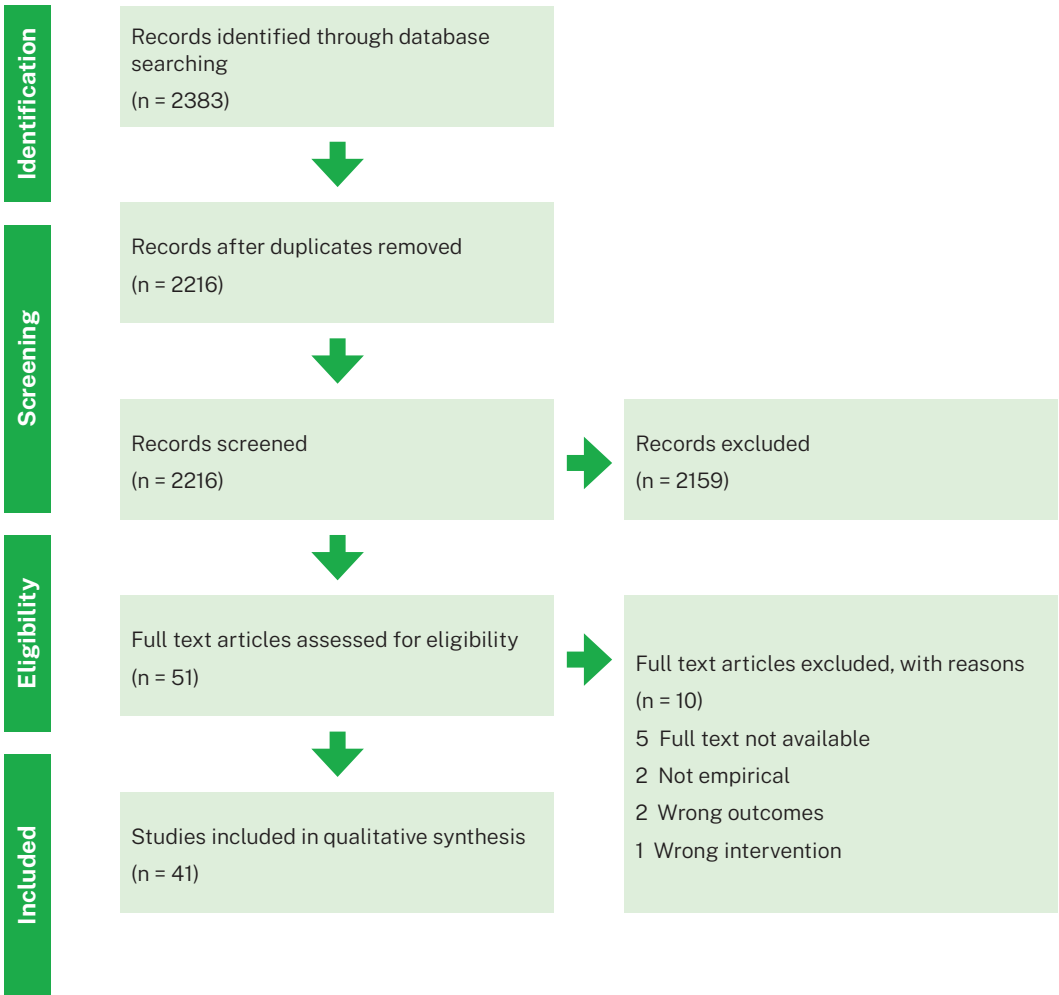 Identification
Records identified through database
searching
(n = 2383)
Screening
Records after duplicates removed
(n = 2216)
Records screened
(n = 2216)
Records excluded
(n = 2159)
Eligibility
Full text articles assessed for eligibility
(n = 51)
Full text articles excluded, with reasons
(n = 10)
5 Full text not available
2 Not empirical
2 Wrong outcomes
1 Wrong intervention
Included
Studies included in qualitative synthesis
(n = 41)